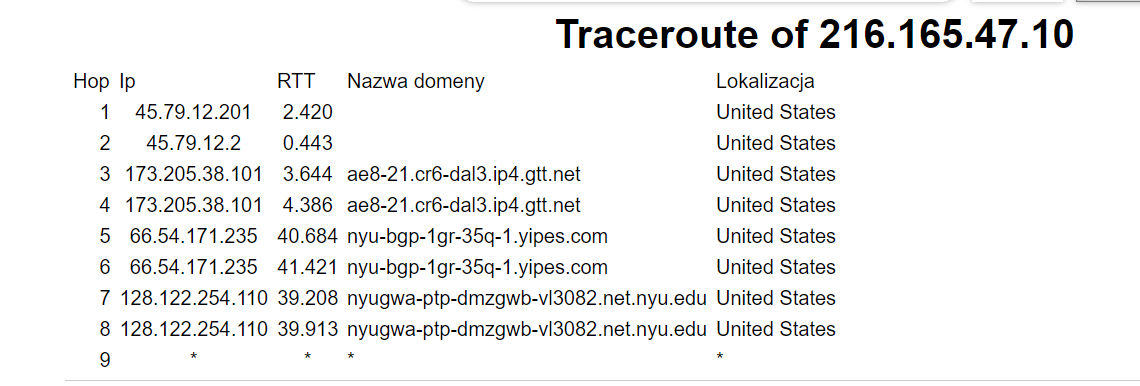 Traceroute of 216.165.47.10
Hop Ip RTT Nazwa domeny Lokalizacja
1 45.79.12.201 2.420 United States
2 45.79.12.2 0.443 United States
3 173.205.38.101 3.644 ae8-21.cr6-dal3.ip4.gtt.net United States
4 173.205.38.101 4.386 ae8-21.cr6-dal3.ip4.gtt.net United States
5 66.54.171.235 40.684 nyu-bgp-1gr-35q-1.yipes.com United States
6 66.54.171.235 41.421 nyu-bgp-1gr-35q-1.yipes.com United States
7 128.122.254.110 39.208 nyugwa-ptp-dmzgwb-vl3082.net.nyu.edu United States
8 128.122.254.110 39.913 nyugwa-ptp-dmzgwb-vl3082.net.nyu.edu United States
9 * * * *